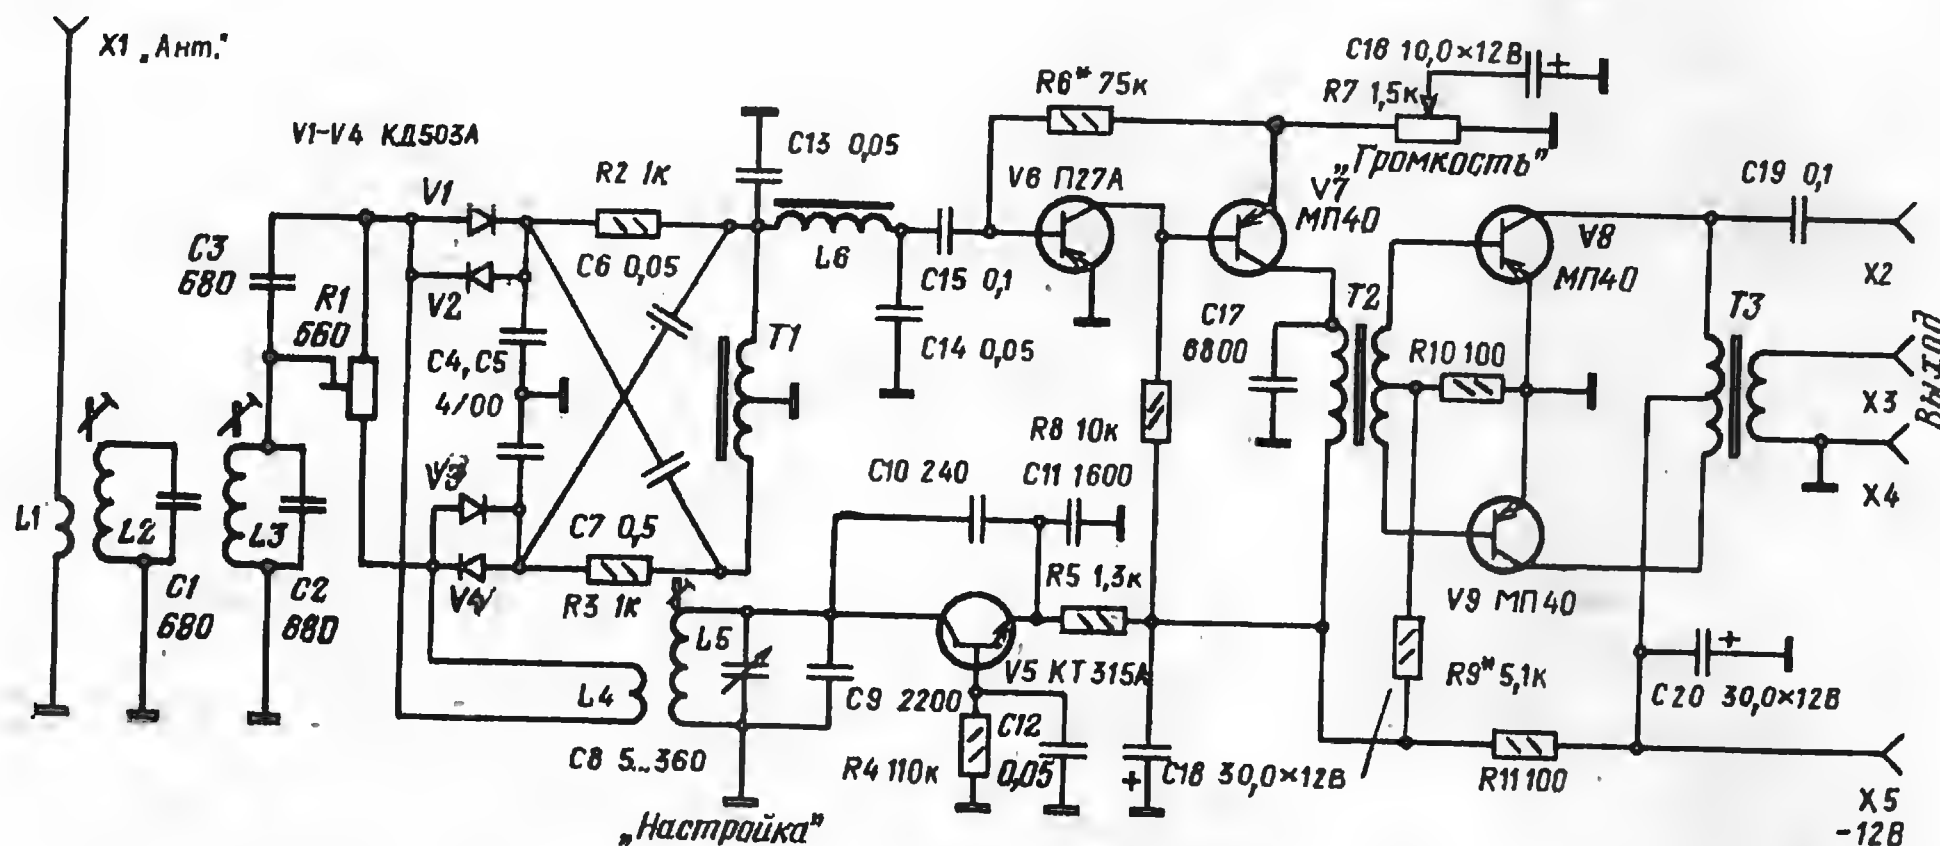 X1 „Ант."
V1-V4 КД503А
V1
R2 1к
C13 0,05
R6* 75к
C18 10,0×12В
+
R7 1,5к
„Громкость"
V6 П27А
V7
МП40
C19 0,1
V8
МП40
C3
680
R1
680
V2
C6 0,05
L6
C15 0,1
C14 0,05
C17
6800
T2
R10 100
T3
X2
X3
Выход
X4
T1
C4, C5
4700
R8 10к
C10 240
C11 1600
V3
L1
L2
L3
C7 0,5
R5 1,3к
V4
R3 1к
C1
680
C2
680
V9 МП40
L5
V5 КТ315А
L4
C9 2200
R9* 5,1к
+
C20 30,0×12В
C8 5...360
R4 110к
C12
0,05
+
C18 30,0×12В
R11 100
„Настройка"
X5
-12В